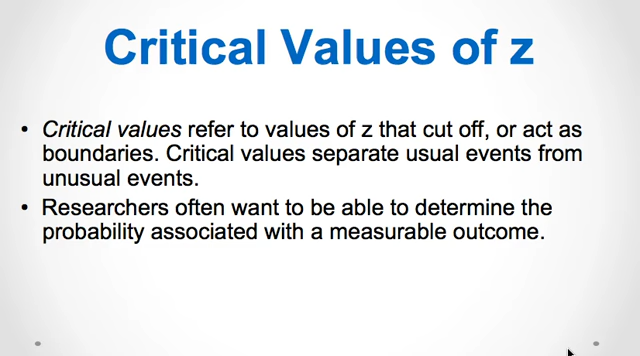 Critical Values of z
• Critical values refer to values of z that cut off, or act as
boundaries. Critical values separate usual events from
unusual events.
• Researchers often want to be able to determine the
probability associated with a measurable outcome.